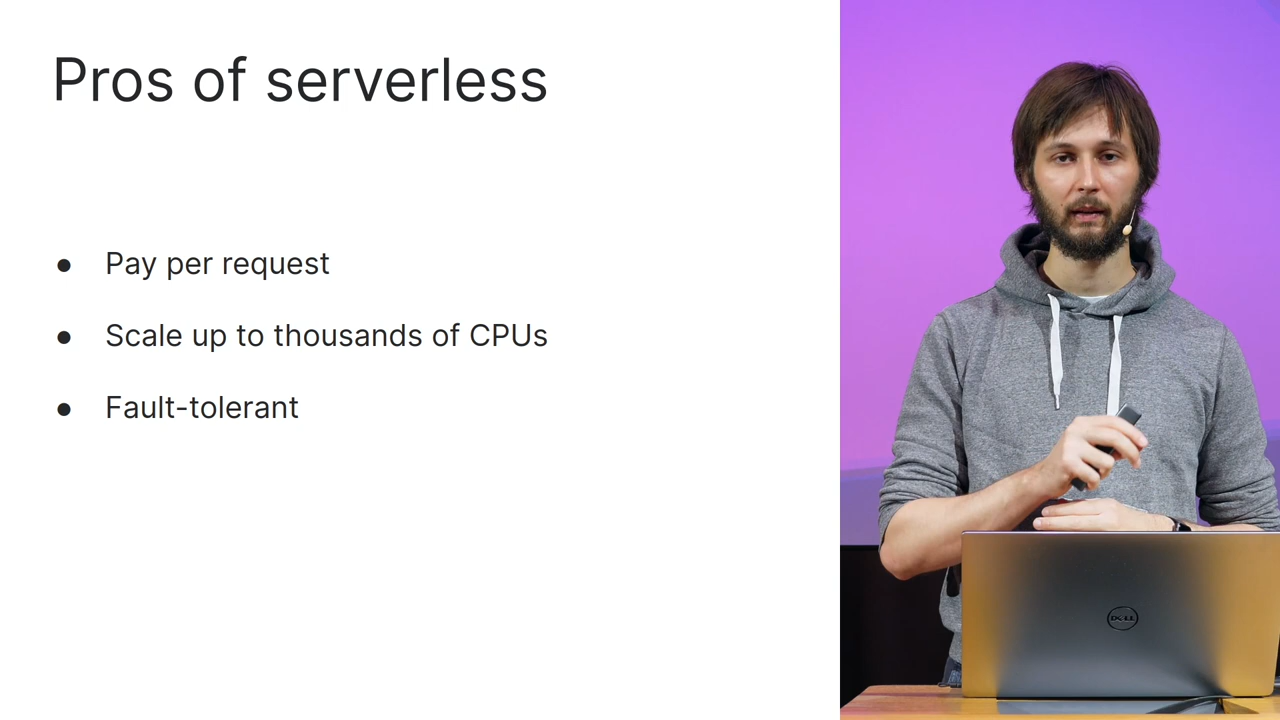 Pros of serverless
● Pay per request
● Scale up to thousands of CPUs
● Fault-tolerant
DELL